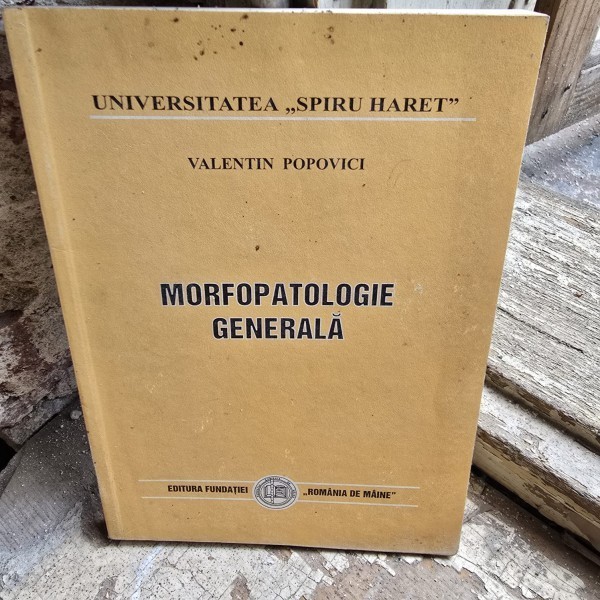 UNIVERSITATEA „SPIRU HARET”
VALENTIN POPOVICI
MORFOPATOLOGIE
GENERALĂ
EDITURA FUNDAȚIEI „ROMÂNIA DE MÂINE”